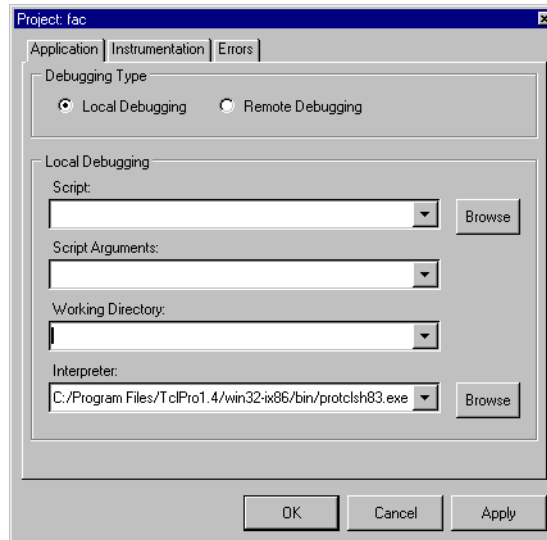 Project: fac
Application Instrumentation Errors
Debugging Type
Local Debugging Remote Debugging
Local Debugging
Script:
Browse
Script Arguments:
Working Directory:
Interpreter:
C:/Program Files/TclPro1.4/win32-ix86/bin/protclsh83.exe Browse
OK Cancel Apply